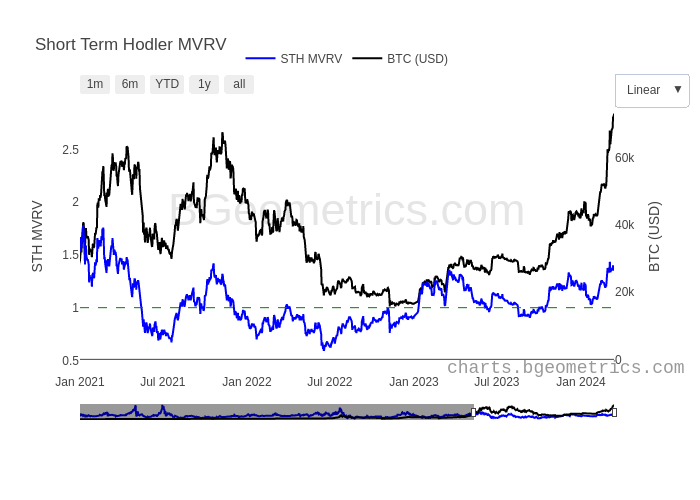 Short Term Hodler MVRV
STH MVRV BTC (USD)
1m 6m YTD 1y all
Linear ▼
2.5
2
1.5
1
0.5
STH MVRV
BGeometrics.com
60k
40k
20k
0
BTC (USD)
charts.bgeometrics.com
Jan 2021 Jul 2021 Jan 2022 Jul 2022 Jan 2023 Jul 2023 Jan 2024